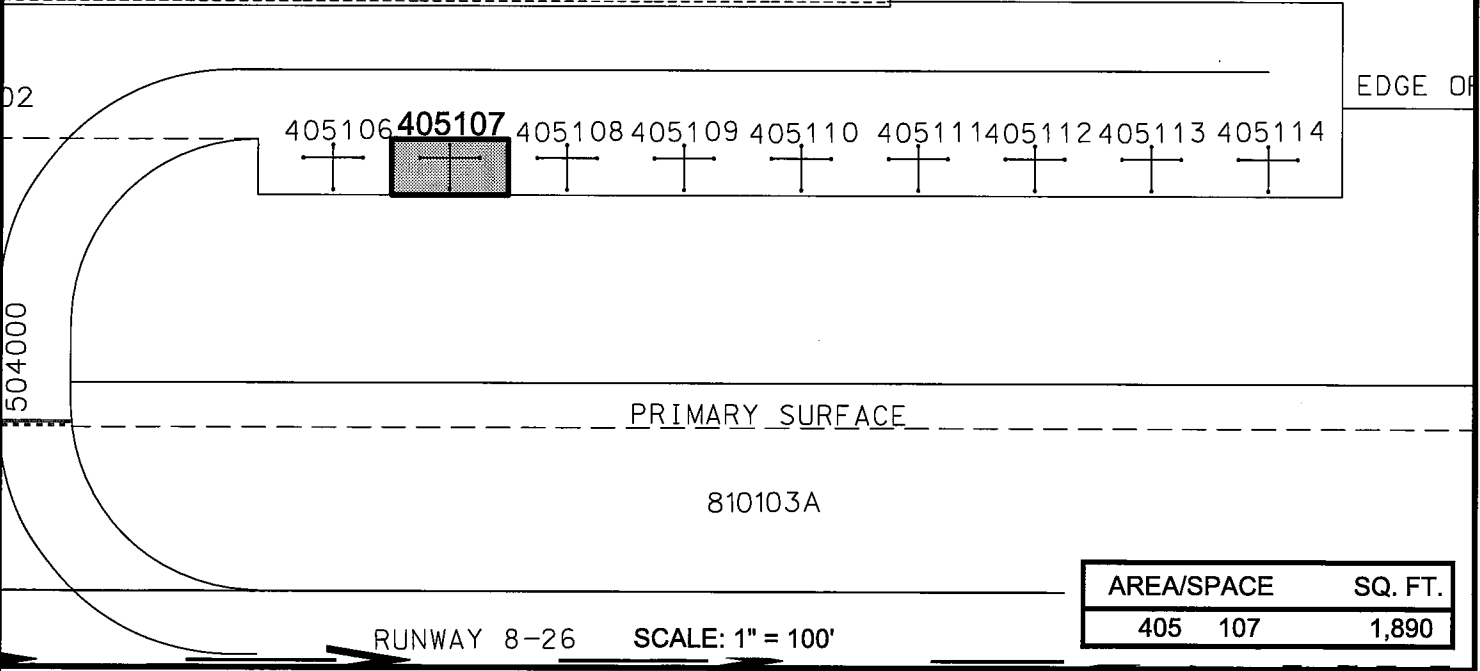 02
EDGE OF
405106 405107 405108 405109 405110 405111 405112 405113 405114
504000
PRIMARY SURFACE
810103A
AREA/SPACE SQ. FT.
405 107 1,890
RUNWAY 8-26 SCALE: 1" = 100'